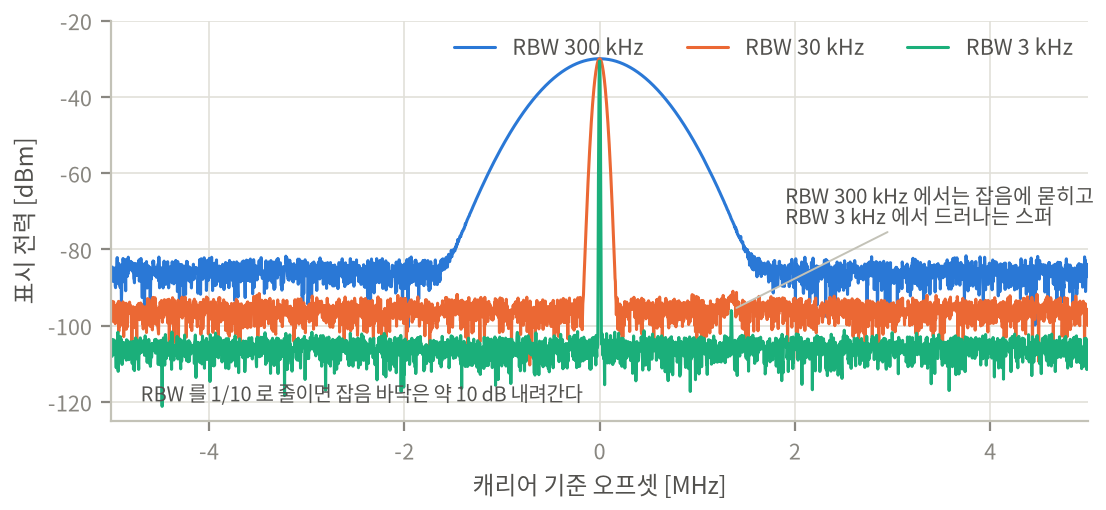 RBW 300 kHz
RBW 30 kHz
RBW 3 kHz
표시 전력 [dBm]
-20
-40
-60
-80
-100
-120
RBW 300 kHz 에서는 잡음에 묻히고
RBW 3 kHz 에서 드러나는 스퍼
RBW 를 1/10 로 줄이면 잡음 바닥은 약 10 dB 내려간다
-4
-2
0
2
4
캐리어 기준 오프셋 [MHz]